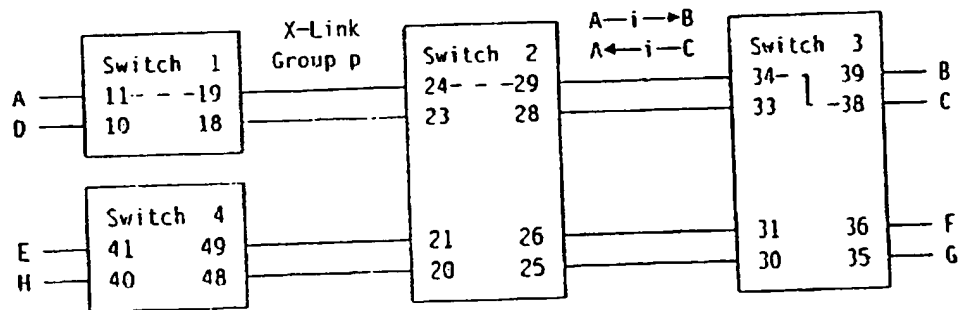 X-Link
Group p
A—i→B
A←i—C
Switch 1
11- - -19
10 18
Switch 2
24- - -29
23 28
21 26
20 25
Switch 3
34- 39
33 -38
31 36
30 35
Switch 4
41 49
40 48
A
D
E
H
B
C
F
G